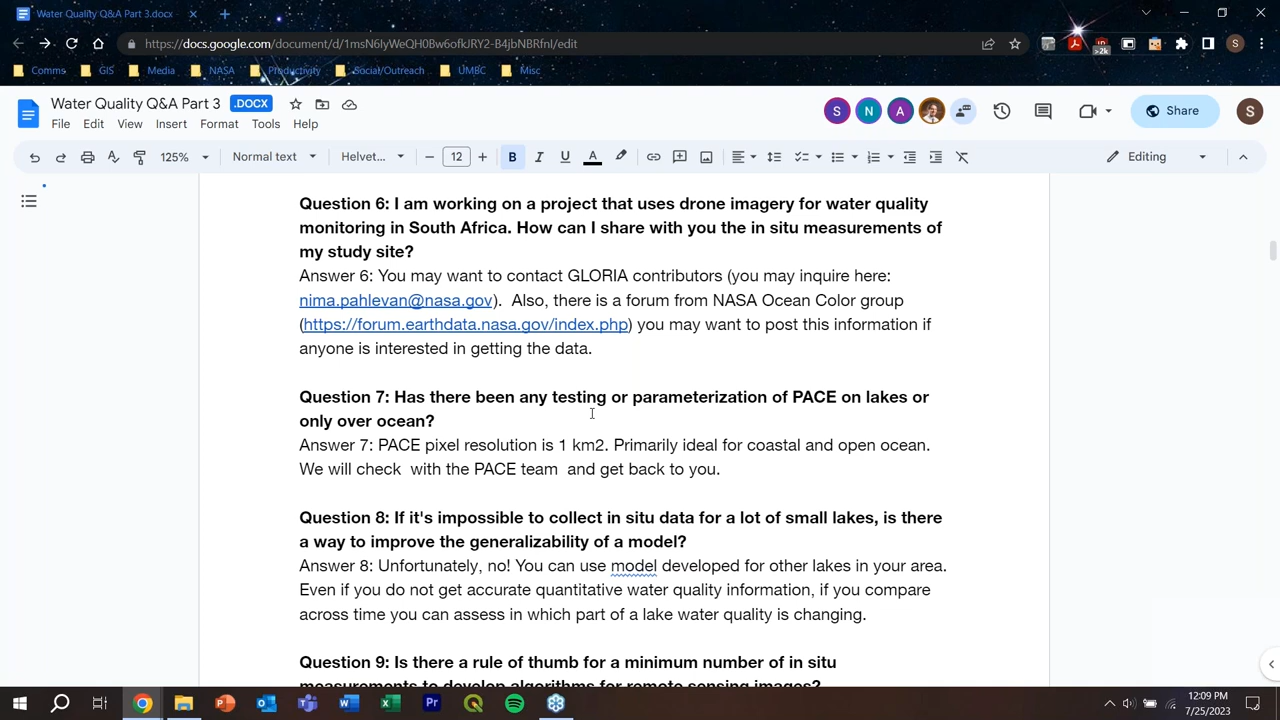 Water Quality Q&A Part 3.docx
https://docs.google.com/document/d/1msN6lyWeQH0Bw6ofkJRY2-B4jbNBRfnI/edit
>2k
S
Comms GIS Media NASA Productivity Social/Outreach UMBC Misc
Water Quality Q&A Part 3 .DOCX
S N A Share S
File Edit View Insert Format Tools Help
125% Normal text Helvet... 12 B I U A Editing
Question 6: I am working on a project that uses drone imagery for water quality
monitoring in South Africa. How can I share with you the in situ measurements of
my study site?
Answer 6: You may want to contact GLORIA contributors (you may inquire here:
nima.pahlevan@nasa.gov).  Also, there is a forum from NASA Ocean Color group
(https://forum.earthdata.nasa.gov/index.php) you may want to post this information if
anyone is interested in getting the data.
Question 7: Has there been any testing or parameterization of PACE on lakes or
only over ocean?
Answer 7: PACE pixel resolution is 1 km2. Primarily ideal for coastal and open ocean.
We will check  with the PACE team  and get back to you.
Question 8: If it's impossible to collect in situ data for a lot of small lakes, is there
a way to improve the generalizability of a model?
Answer 8: Unfortunately, no! You can use model developed for other lakes in your area.
Even if you do not get accurate quantitative water quality information, if you compare
across time you can assess in which part of a lake water quality is changing.
Question 9: Is there a rule of thumb for a minimum number of in situ
measurements to develop algorithms for remote sensing images?
12:09 PM
7/25/2023